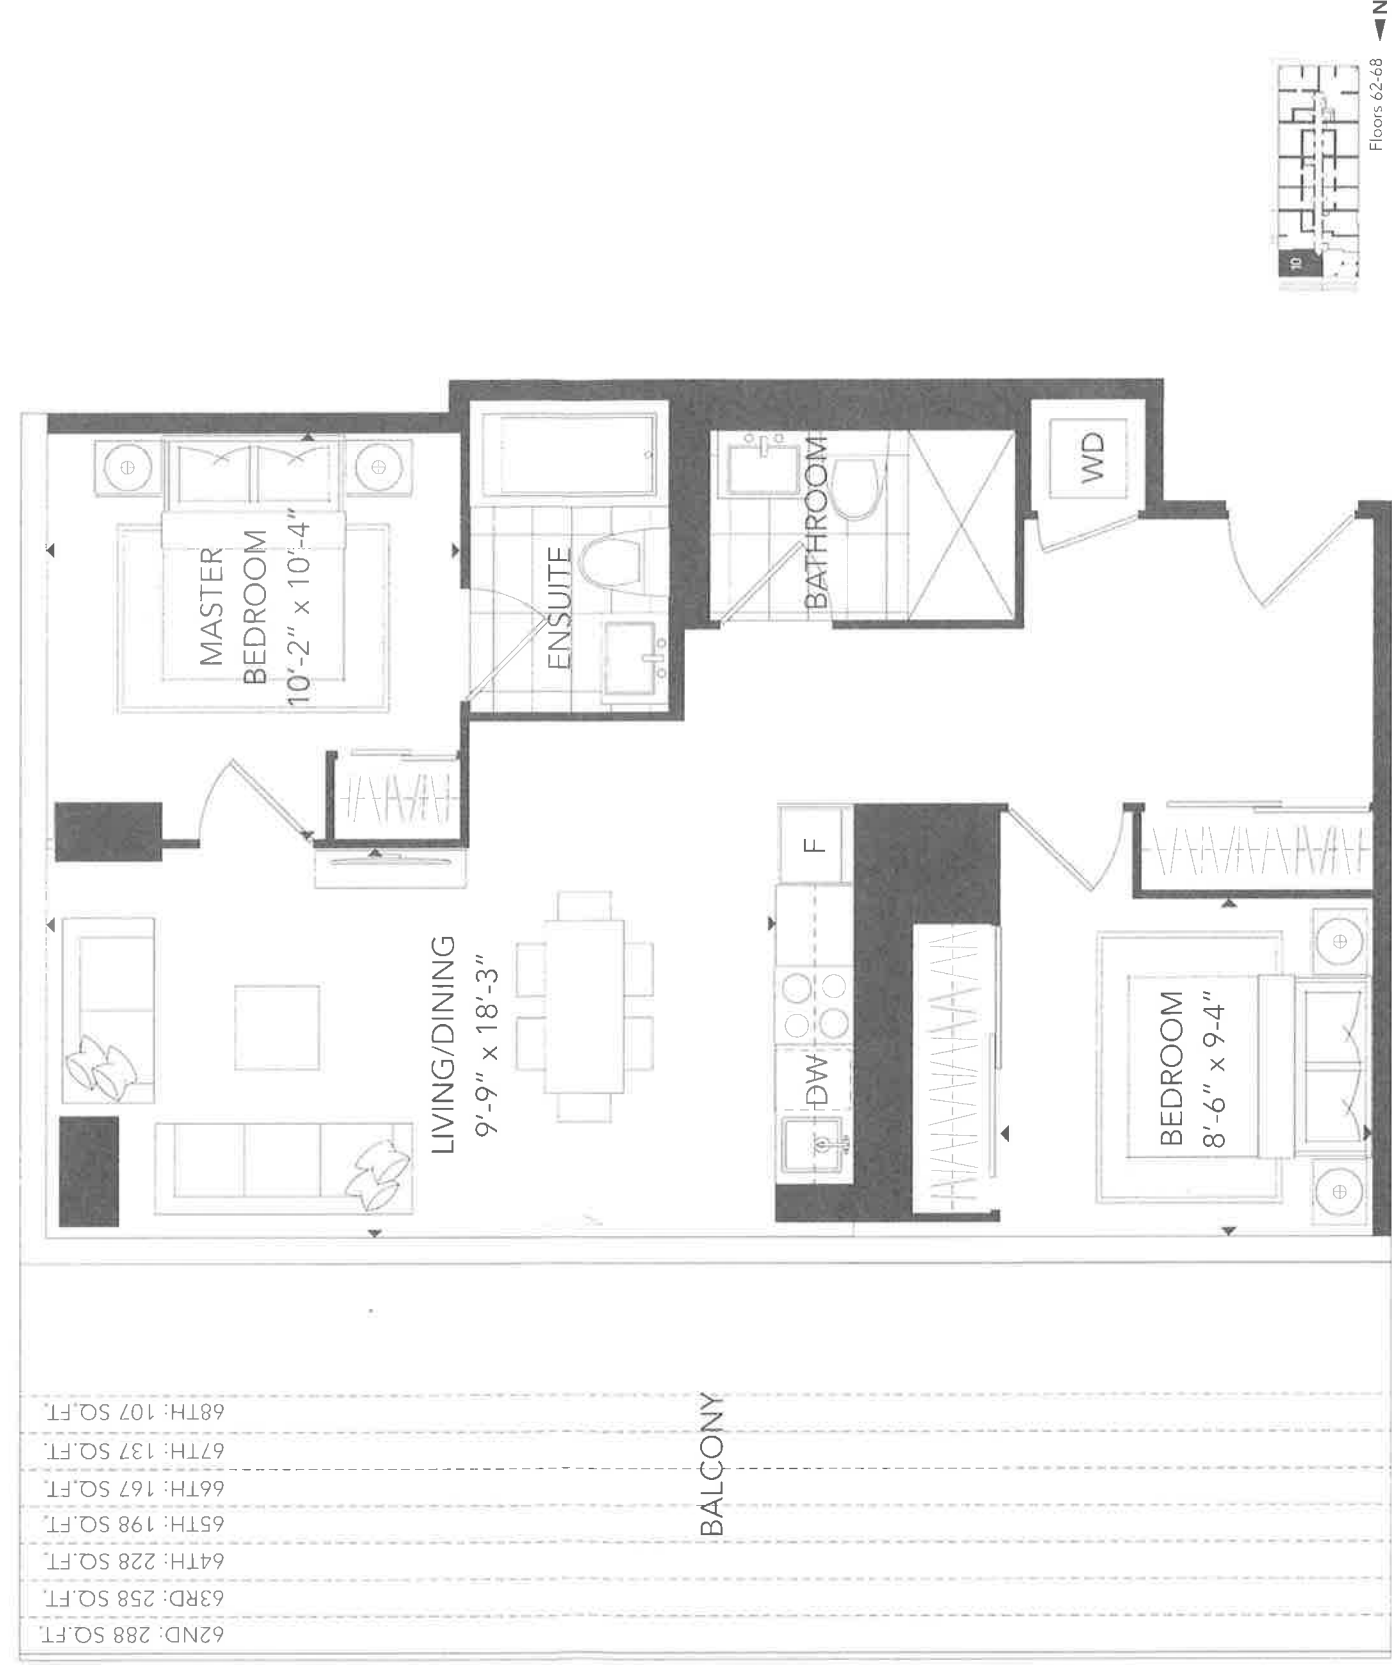 N
Floors 62-68
10
MASTER
BEDROOM
10'-2" x 10'-4"
ENSUITE
BATHROOM
WD
F
DW
LIVING/DINING
9'-9" x 18'-3"
BEDROOM
8'-6" x 9-4"
BALCONY
68TH: 107 SQ.FT.
67TH: 137 SQ.FT.
66TH: 167 SQ.FT.
65TH: 198 SQ.FT.
64TH: 228 SQ.FT.
63RD: 258 SQ.FT.
62ND: 288 SQ.FT.